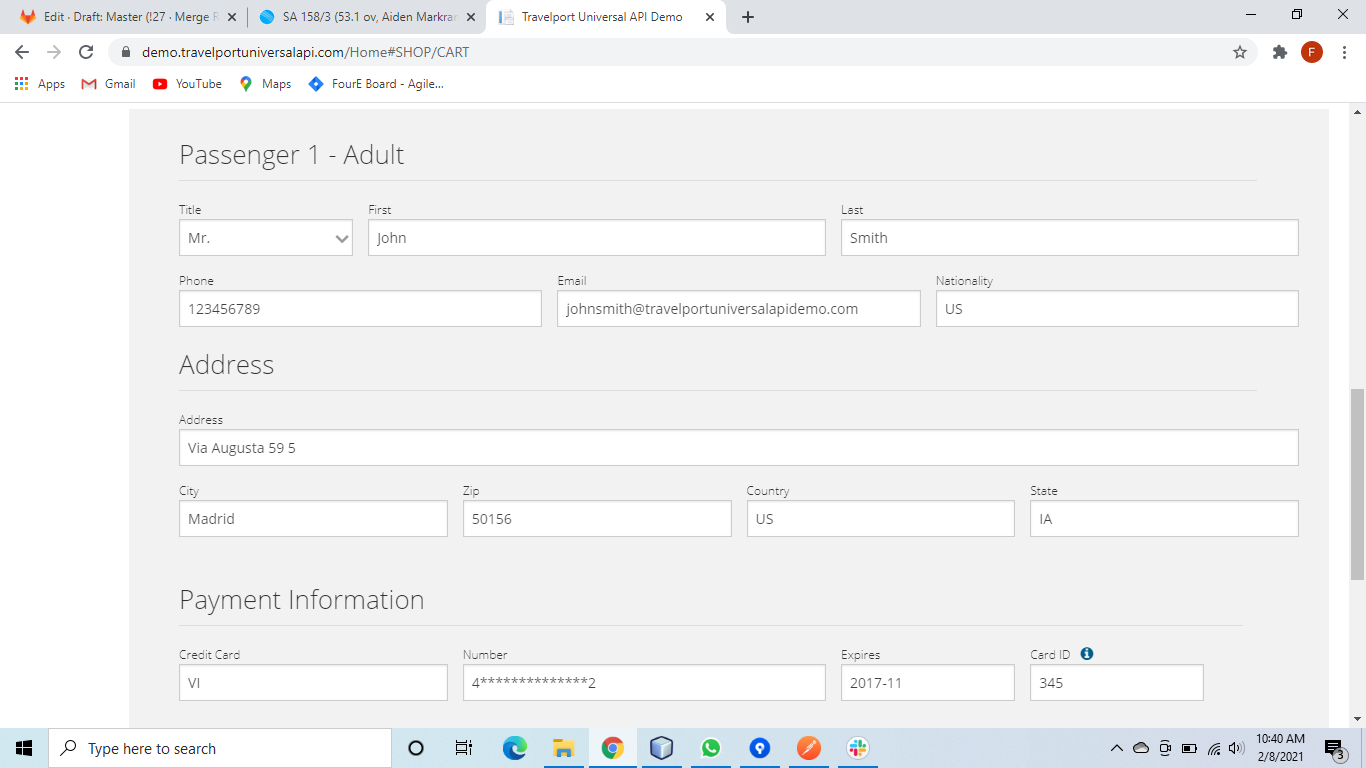 Edit · Draft: Master (!27 · Merge R
SA 158/3 (53.1 ov, Aiden Markran
Travelport Universal API Demo
demo.travelportuniversalapi.com/Home#SHOP/CART
F
Apps Gmail YouTube Maps FourE Board - Agile...
Passenger 1 - Adult
Title First Last
Mr. John Smith
Phone Email Nationality
123456789 johnsmith@travelportuniversalapidemo.com US
Address
Address
Via Augusta 59 5
City Zip Country State
Madrid 50156 US IA
Payment Information
Credit Card Number Expires Card ID
VI 4**************2 2017-11 345
Type here to search
10:40 AM
2/8/2021
3